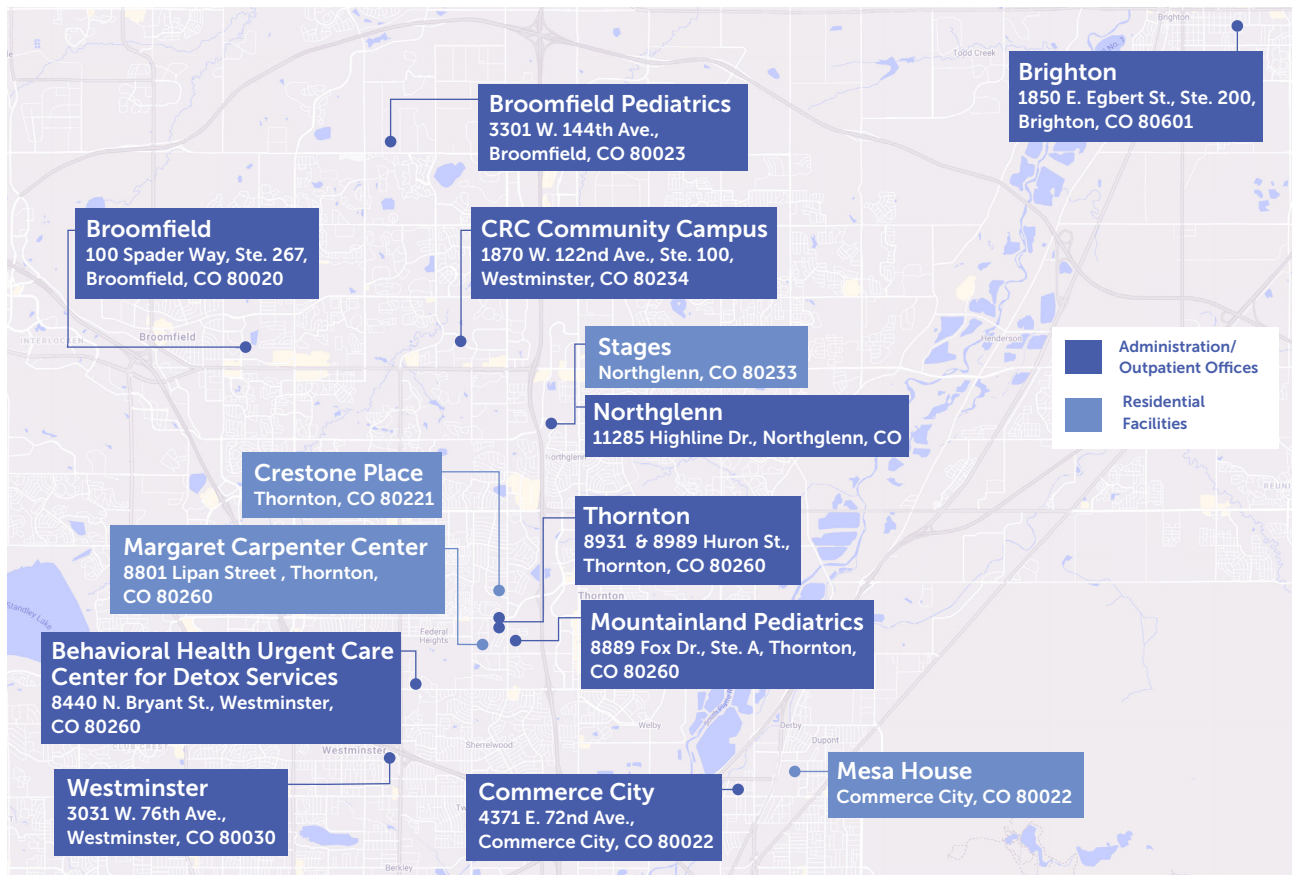 Brighton
Todd Creek
Brighton
1850 E. Egbert St., Ste. 200,
Brighton, CO 80601
Broomfield Pediatrics
3301 W. 144th Ave.,
Broomfield, CO 80023
Broomfield
100 Spader Way, Ste. 267,
Broomfield, CO 80020
CRC Community Campus
1870 W. 122nd Ave., Ste. 100,
Westminster, CO 80234
INTERLOCKEN
Broomfield
Henderson
Stages
Northglenn, CO 80233
Administration/
Outpatient Offices
Residential
Facilities
Northglenn
11285 Highline Dr., Northglenn, CO
Northglenn
Crestone Place
Thornton, CO 80221
REUNI
Thornton
8931 & 8989 Huron St.,
Thornton, CO 80260
Margaret Carpenter Center
8801 Lipan Street , Thornton,
CO 80260
Thornton
Standley Lake
Federal
Heights
Mountainland Pediatrics
8889 Fox Dr., Ste. A, Thornton,
CO 80260
Behavioral Health Urgent Care
Center for Detox Services
8440 N. Bryant St., Westminster,
CO 80260
Welby
Derby
Dupont
CLUB CREST
Westminster
Sherrelwood
Westminster
3031 W. 76th Ave.,
Westminster, CO 80030
Commerce City
4371 E. 72nd Ave.,
Commerce City, CO 80022
Mesa House
Commerce City, CO 80022
Berkley